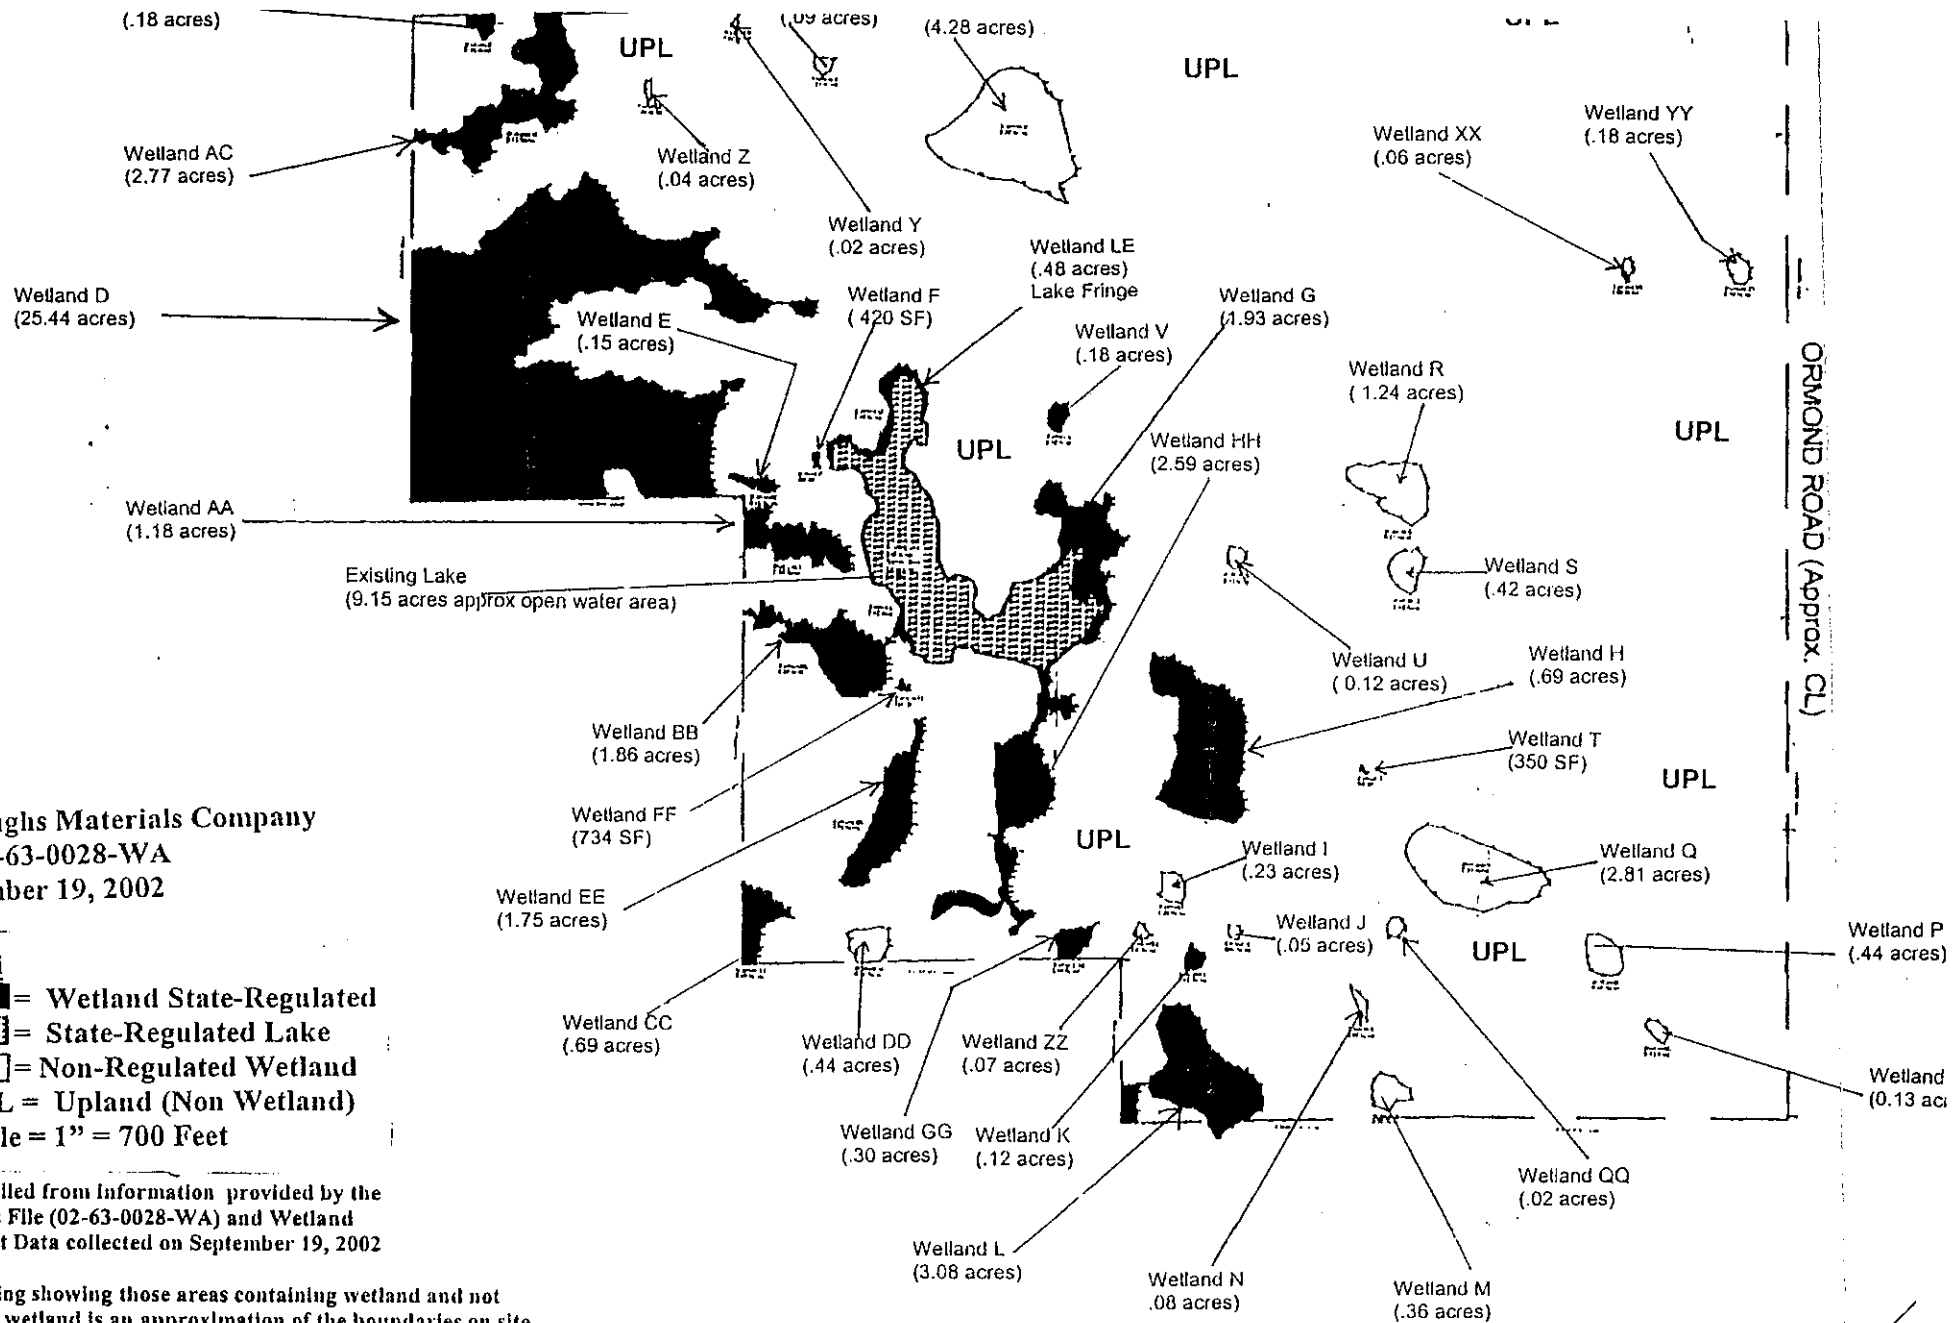 (.18 acres)
UPL
(.09 acres)
(4.28 acres)
UPL
UPL
Wetland YY
(.18 acres)
Wetland XX
(.06 acres)
Wetland AC
(2.77 acres)
Wetland Z
(.04 acres)
Wetland Y
(.02 acres)
Wetland LE
(.48 acres)
Lake Fringe
Wetland D
(25.44 acres)
Wetland F
( 420 SF)
Wetland G
(1.93 acres)
Wetland E
(.15 acres)
Wetland V
(.18 acres)
Wetland R
( 1.24 acres)
ORMOND ROAD (Approx. CL)
UPL
UPL
Wetland HH
(2.59 acres)
Wetland AA
(1.18 acres)
Existing Lake
(9.15 acres approx open water area)
Wetland S
(.42 acres)
Wetland U
( 0.12 acres)
Wetland H
(.69 acres)
Wetland BB
(1.86 acres)
Wetland T
(350 SF)
UPL
Wetland FF
(734 SF)
UPL
Wetland I
(.23 acres)
Wetland Q
(2.81 acres)
Wetland EE
(1.75 acres)
Wetland J
(.05 acres)
UPL
Wetland P
(.44 acres)
Wetland CC
(.69 acres)
Wetland DD
(.44 acres)
Wetland ZZ
(.07 acres)
Wetland
(0.13 ac
Wetland GG
(.30 acres)
Wetland K
(.12 acres)
Wetland QQ
(.02 acres)
Wetland L
(3.08 acres)
Wetland N
.08 acres)
Wetland M
(.36 acres)
ughs Materials Company
-63-0028-WA
nber 19, 2002
= Wetland State-Regulated
= State-Regulated Lake
= Non-Regulated Wetland
L = Upland (Non Wetland)
le = 1" = 700 Feet
lled from Information provided by the
File (02-63-0028-WA) and Wetland
t Data collected on September 19, 2002
ing showing those areas containing wetland and not
wetland is an approximation of the boundaries on site